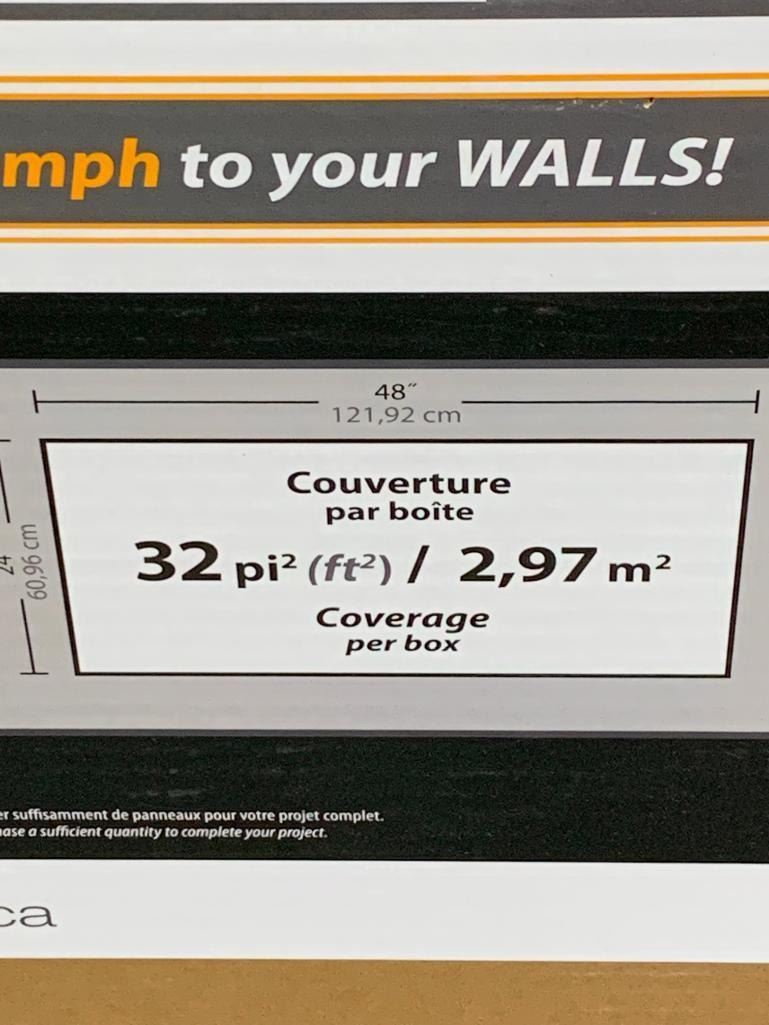 mph to your WALLS!
48″
121,92 cm
24
60,96 cm
Couverture
par boîte
32 pi² (ft²) / 2,97 m²
Coverage
per box
er suffisamment de panneaux pour votre projet complet.
ase a sufficient quantity to complete your project.
ca